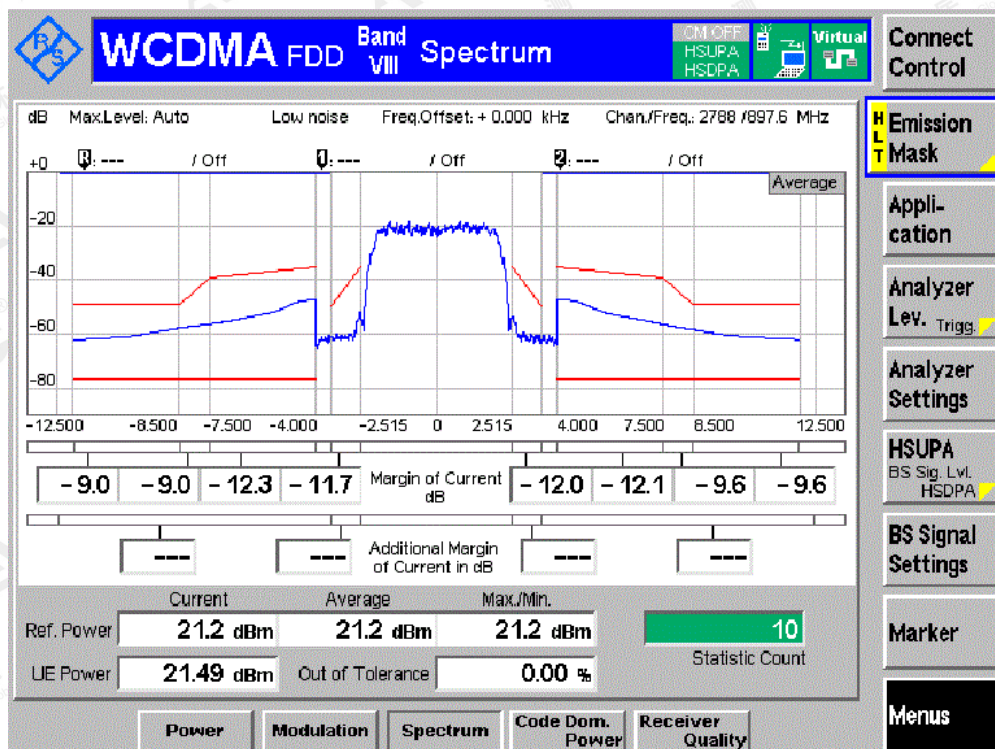 R S
WCDMA FDD Band VIII Spectrum
CM OFF
HSUPA
HSDPA
Virtual
Connect Control
dB Max.Level: Auto Low noise Freq.Offset: + 0.000 kHz Chan./Freq.: 2788 /897.6 MHz
HLT Emission Mask
+0 R: --- / Off 1: --- / Off 2: --- / Off
Average
-20
-40
-60
-80
-12.500 -8.500 -7.500 -4.000 -2.515 0 2.515 4.000 7.500 8.500 12.500
Appli-
cation
Analyzer
Lev. Trigg.
Analyzer
Settings
-9.0 -9.0 -12.3 -11.7 Margin of Current dB -12.0 -12.1 -9.6 -9.6
HSUPA
BS Sig. Lvl.
HSDPA
--- --- Additional Margin of Current in dB --- ---
BS Signal
Settings
Current Average Max./Min.
Ref. Power 21.2 dBm 21.2 dBm 21.2 dBm 10
Statistic Count
UE Power 21.49 dBm Out of Tolerance 0.00 %
Marker
Power Modulation Spectrum Code Dom. Power Receiver Quality
Menus